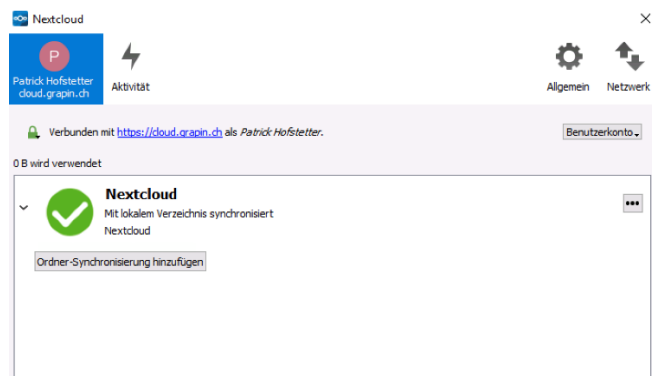 Nextcloud
P
Patrick Hofstetter
cloud.grapin.ch
Aktivität
Allgemein
Netzwerk
Verbunden mit https://cloud.grapin.ch als Patrick Hofstetter.
Benutzerkonto
0 B wird verwendet
Nextcloud
Mit lokalem Verzeichnis synchronisiert
Nextcloud
Ordner-Synchronisierung hinzufügen